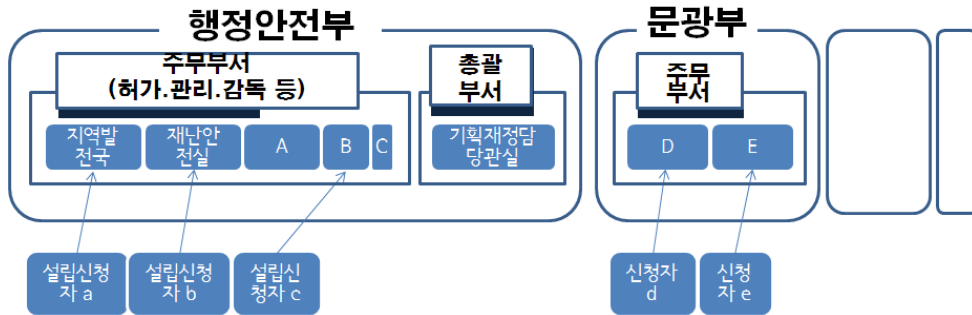 행정안전부
문광부
주무부서
(허가.관리.감독 등)
총괄
부서
주무
부서
지역발
전국
재난안
전실
A
B
C
기획재정담
당관실
D
E
설립신청
자 a
설립신청
자 b
설립신
청자 c
신청자
d
신청
자 e